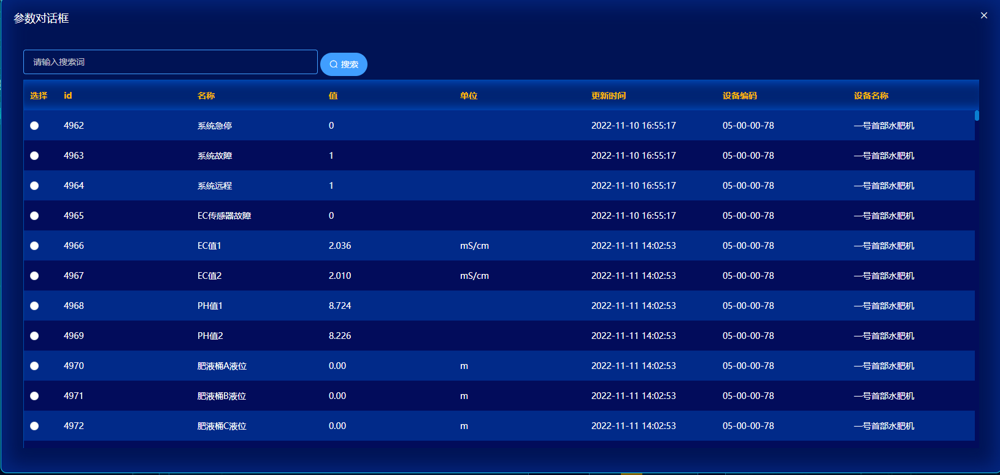 参数对话框
请输入搜索词
搜索
选择 id 名称 值 单位 更新时间 设备编码 设备名称
4962 系统急停 0 2022-11-10 16:55:17 05-00-00-78 一号首部水肥机
4963 系统故障 1 2022-11-10 16:55:17 05-00-00-78 一号首部水肥机
4964 系统远程 1 2022-11-10 16:55:17 05-00-00-78 一号首部水肥机
4965 EC传感器故障 0 2022-11-10 16:55:17 05-00-00-78 一号首部水肥机
4966 EC值1 2.036 mS/cm 2022-11-11 14:02:53 05-00-00-78 一号首部水肥机
4967 EC值2 2.010 mS/cm 2022-11-11 14:02:53 05-00-00-78 一号首部水肥机
4968 PH值1 8.724 2022-11-11 14:02:53 05-00-00-78 一号首部水肥机
4969 PH值2 8.226 2022-11-11 14:02:53 05-00-00-78 一号首部水肥机
4970 肥液桶A液位 0.00 m 2022-11-11 14:02:53 05-00-00-78 一号首部水肥机
4971 肥液桶B液位 0.00 m 2022-11-11 14:02:53 05-00-00-78 一号首部水肥机
4972 肥液桶C液位 0.00 m 2022-11-11 14:02:53 05-00-00-78 一号首部水肥机